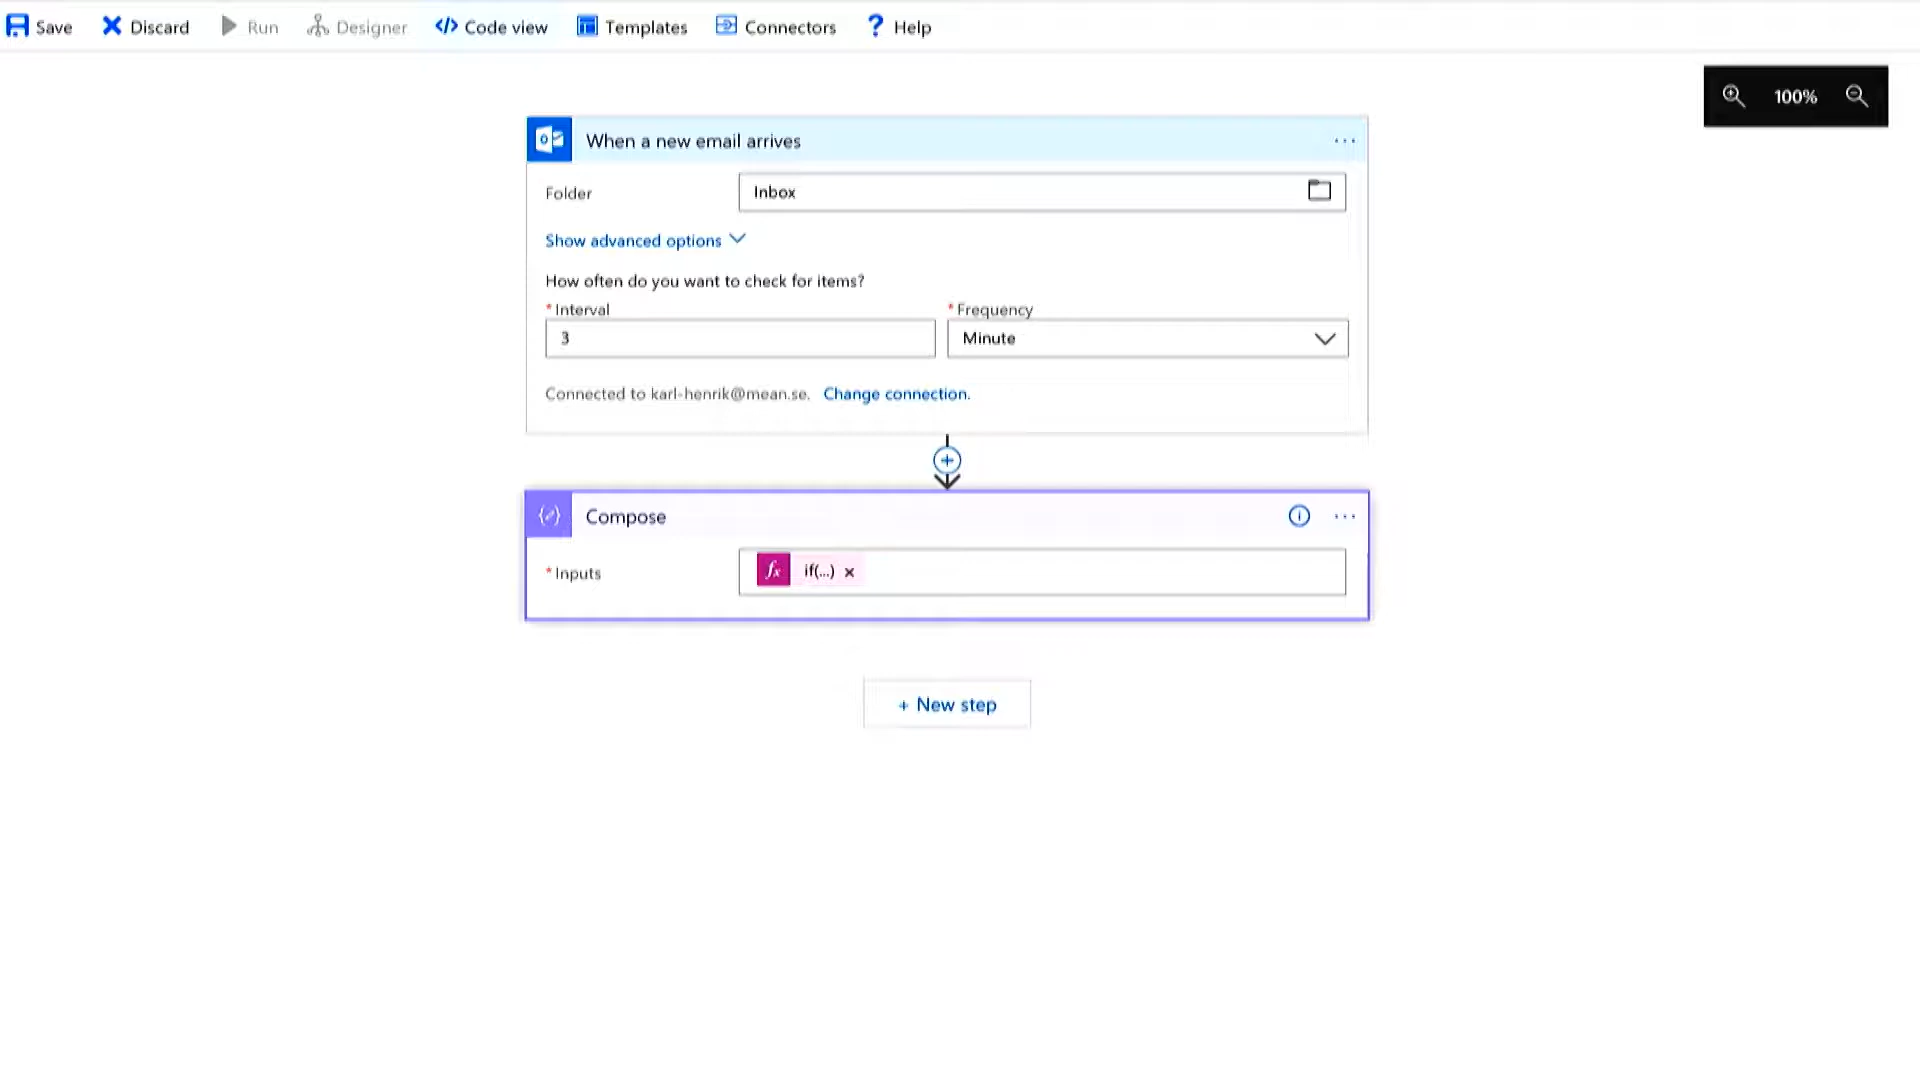 Save Discard Run Designer </> Code view Templates Connectors ? Help
100%
When a new email arrives ...
Folder Inbox
Show advanced options
How often do you want to check for items?
* Interval * Frequency
3 Minute
Connected to karl-henrik@mean.se. Change connection.
Compose ...
* Inputs fx if(...) ×
+ New step